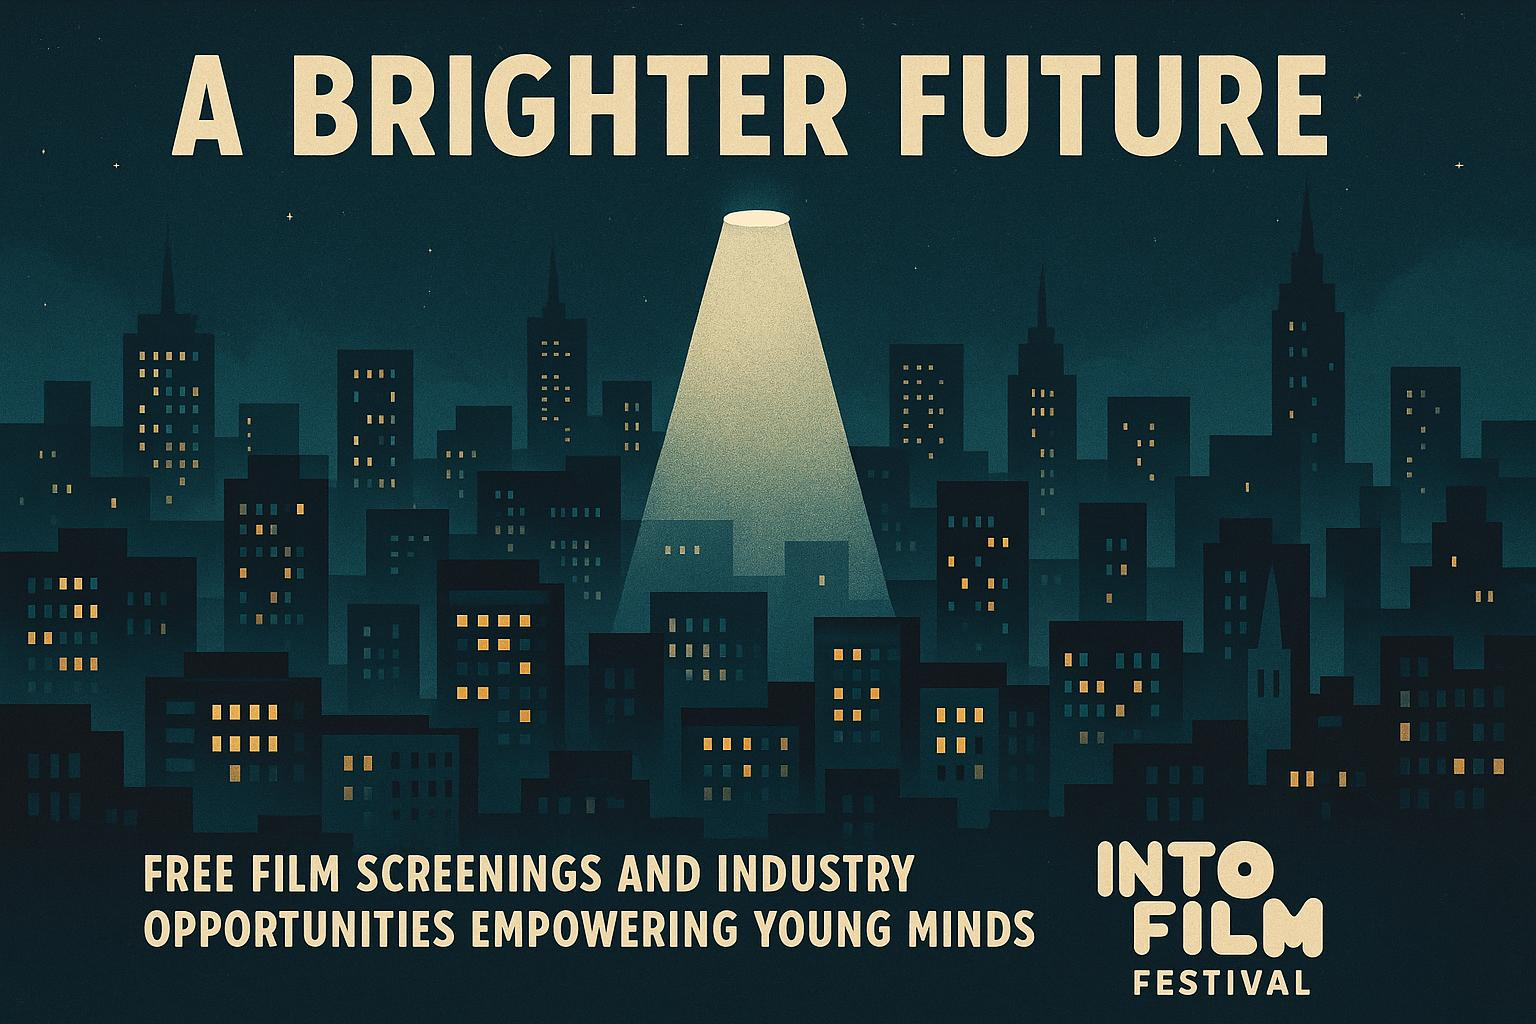 A BRIGHTER FUTURE
FREE FILM SCREENINGS AND INDUSTRY
OPPORTUNITIES EMPOWERING YOUNG MINDS
INTO
FILM
FESTIVAL